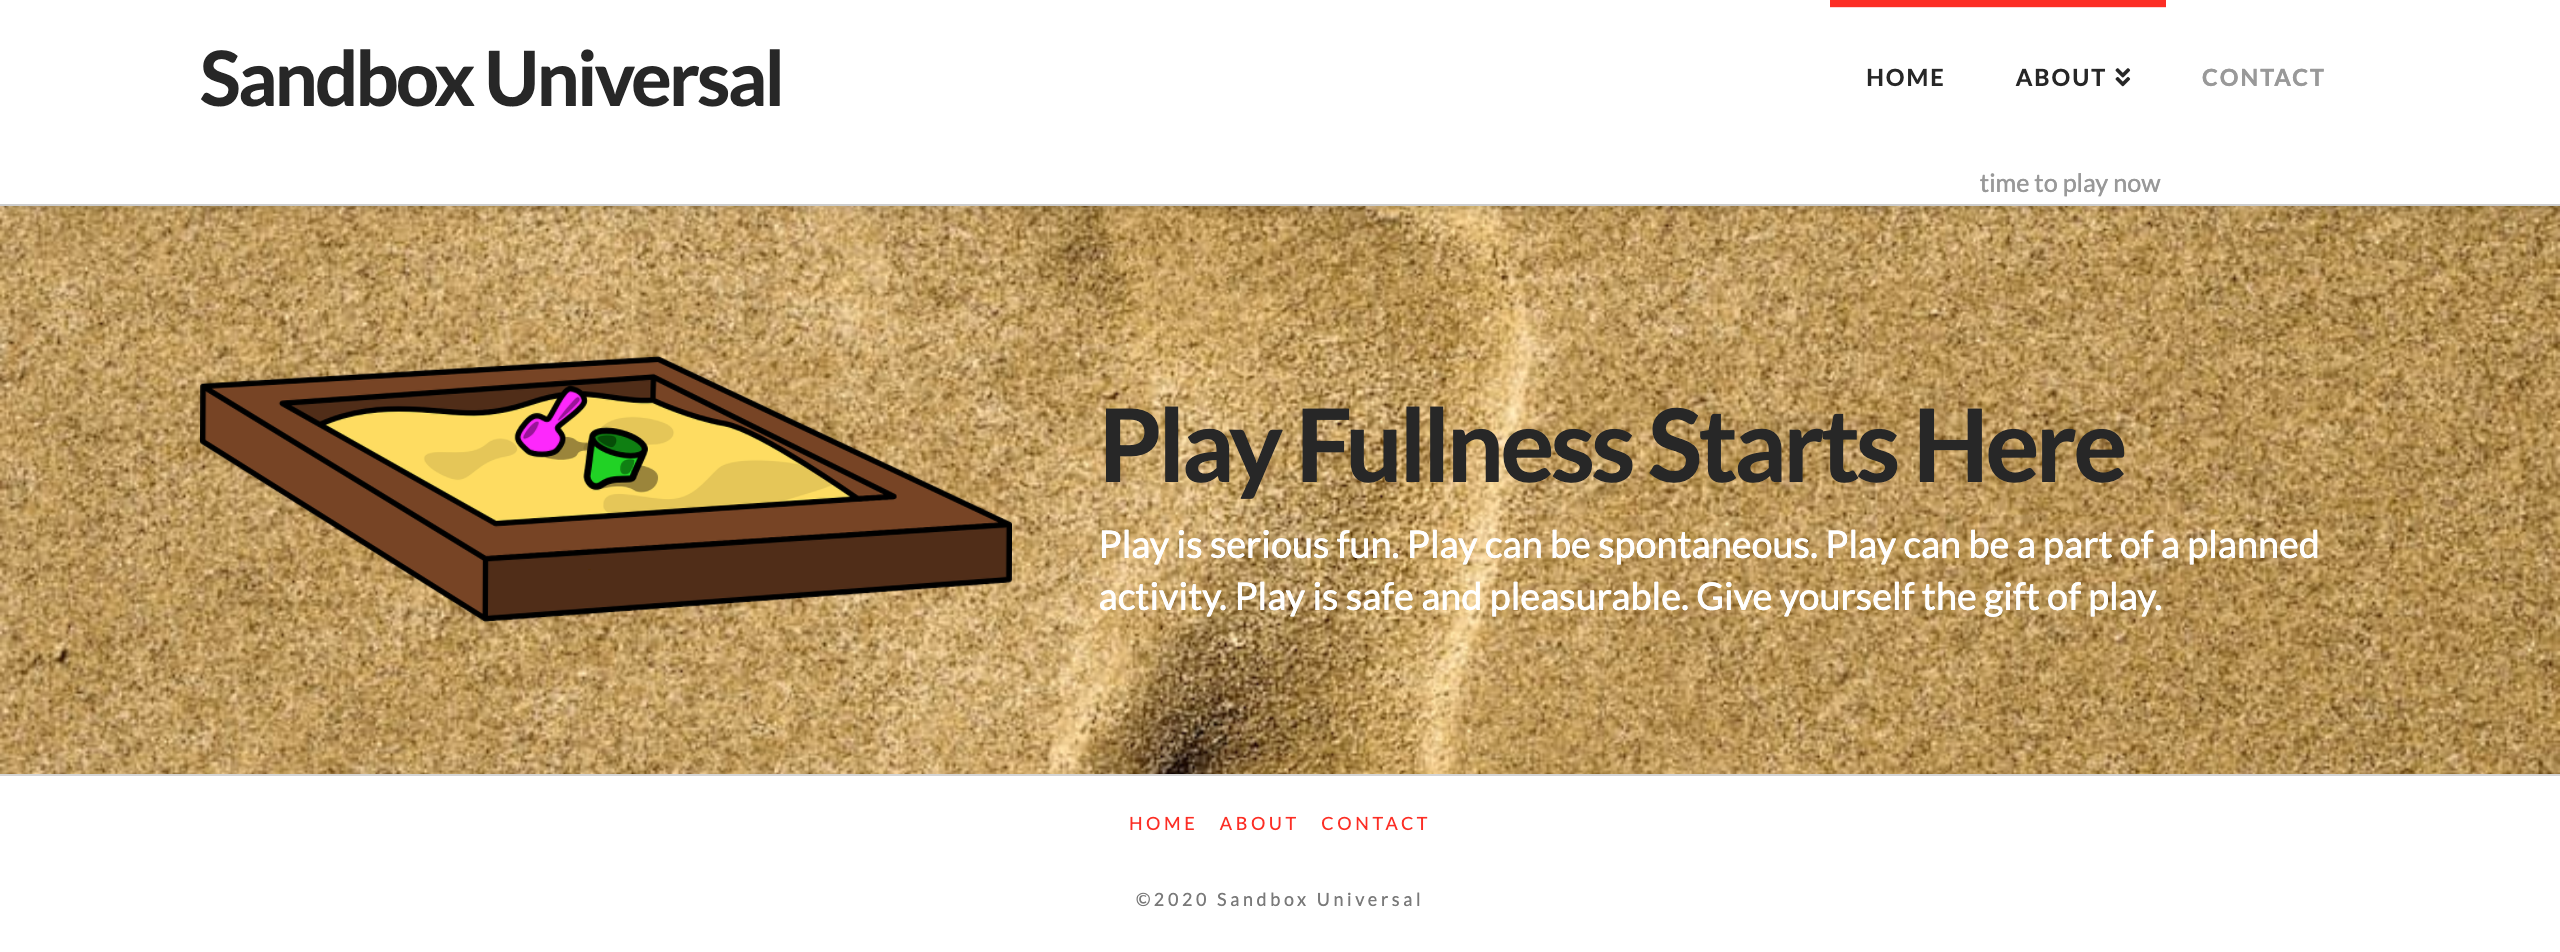 Sandbox Universal
HOME ABOUT CONTACT
time to play now
Play Fullness Starts Here
Play is serious fun. Play can be spontaneous. Play can be a part of a planned
activity. Play is safe and pleasurable. Give yourself the gift of play.
HOME ABOUT CONTACT
©2020 Sandbox Universal